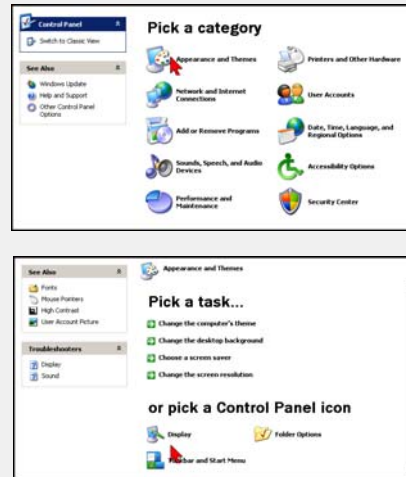 Control Panel
Switch to Classic View
See Also
Windows Update
Help and Support
Other Control Panel
Options
Pick a category
Appearance and Themes
Printers and Other Hardware
Network and Internet
Connections
User Accounts
Add or Remove Programs
Date, Time, Language, and
Regional Options
Sounds, Speech, and Audio
Devices
Accessibility Options
Performance and
Maintenance
Security Center
See Also
Fonts
Mouse Pointers
High Contrast
User Account Picture
Troubleshooters
Display
Sound
Appearance and Themes
Pick a task...
Change the computer's theme
Change the desktop background
Choose a screen saver
Change the screen resolution
or pick a Control Panel icon
Display
Folder Options
Taskbar and Start Menu